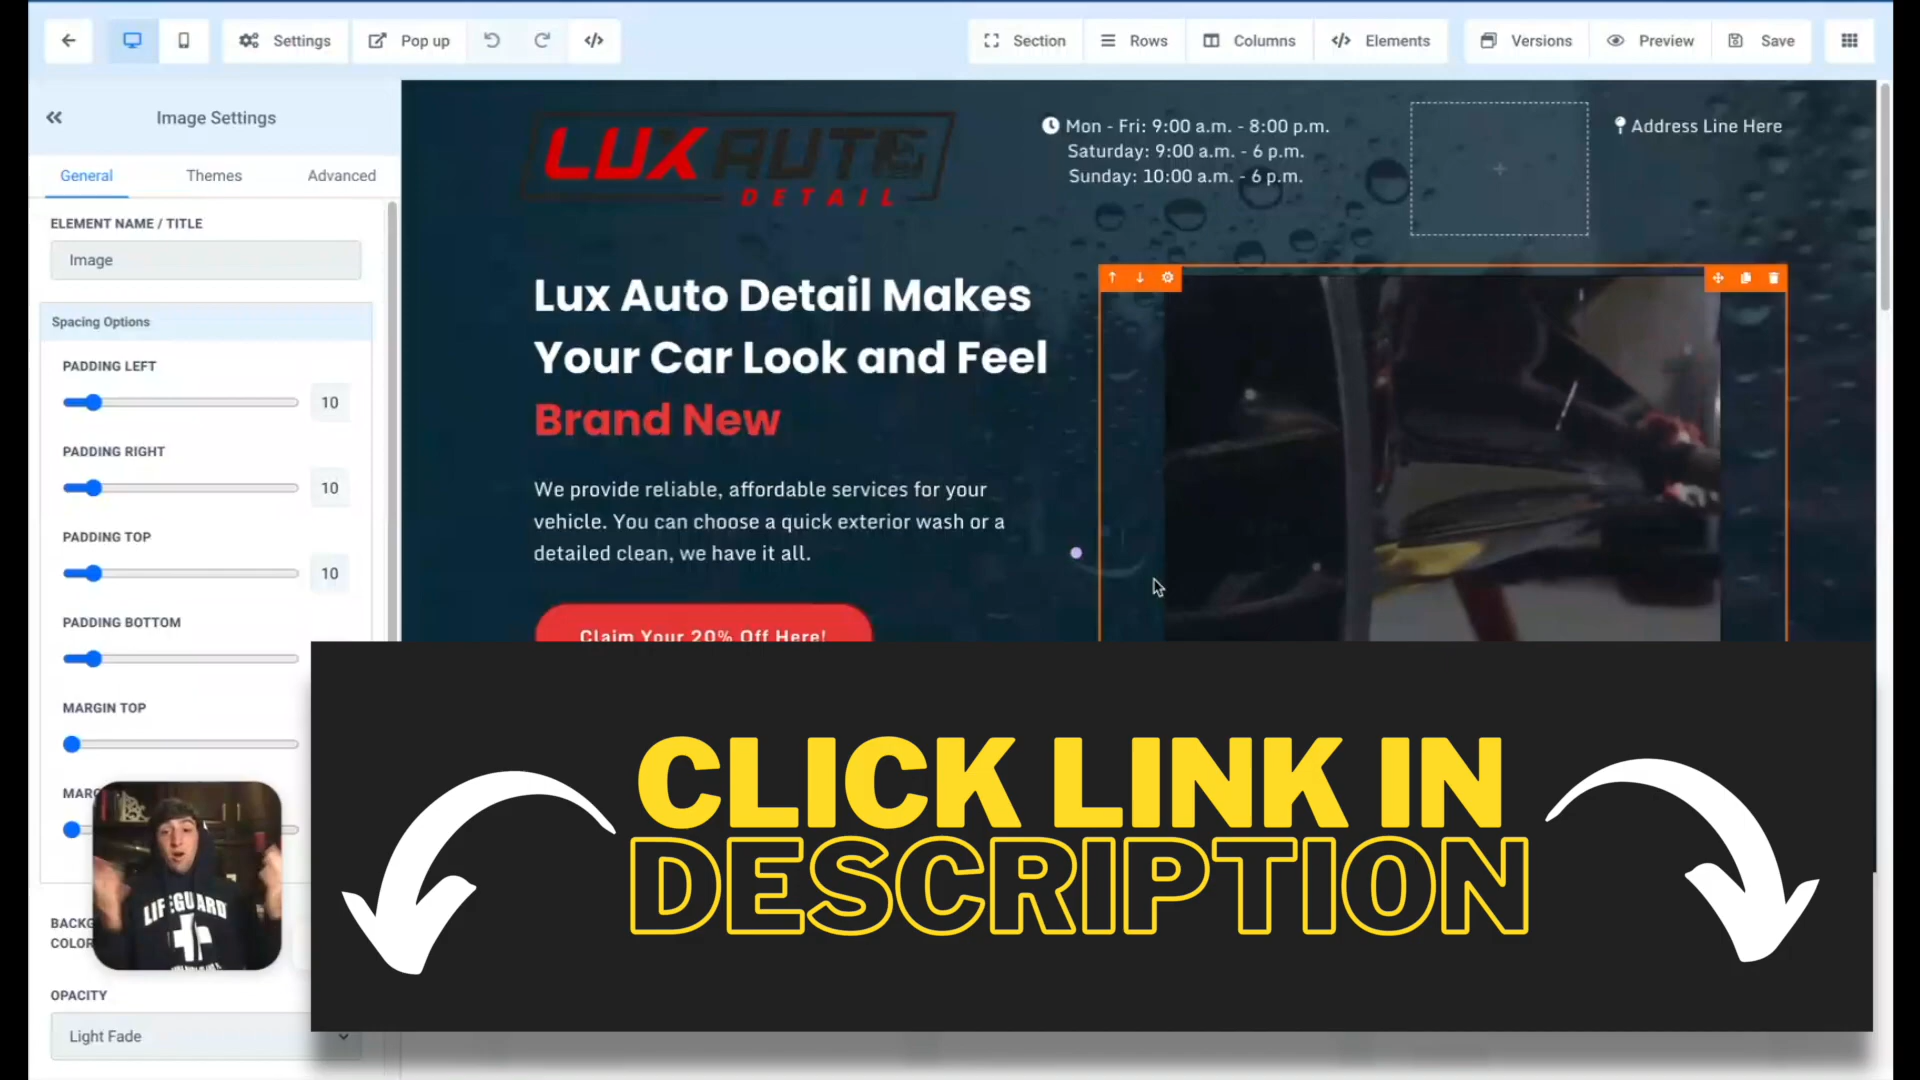 Settings
Pop up
Section
Rows
Columns
Elements
Versions
Preview
Save
Image Settings
General
Themes
Advanced
ELEMENT NAME / TITLE
Image
Spacing Options
PADDING LEFT
10
PADDING RIGHT
10
PADDING TOP
10
PADDING BOTTOM
MARGIN TOP
MARG
BACKG
COLOR
OPACITY
Light Fade
LUX AUTO
DETAIL
Mon - Fri: 9:00 a.m. - 8:00 p.m.
Saturday: 9:00 a.m. - 6 p.m.
Sunday: 10:00 a.m. - 6 p.m.
Address Line Here
Lux Auto Detail Makes
Your Car Look and Feel
Brand New
We provide reliable, affordable services for your
vehicle. You can choose a quick exterior wash or a
detailed clean, we have it all.
Claim Your 20% Off Here!
LIFEGUARD
CLICK LINK IN
DESCRIPTION